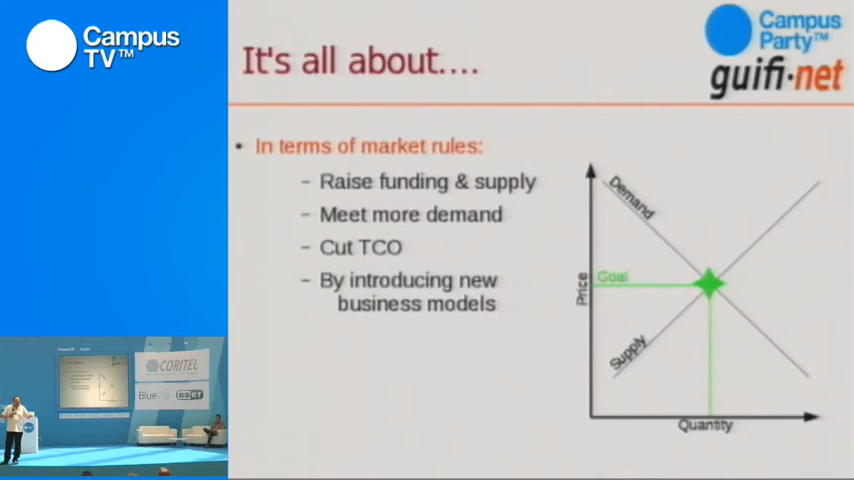 Campus
TV™
Campus
Party™
guifi·net
It's all about....
• In terms of market rules:
– Raise funding & supply
– Meet more demand
– Cut TCO
– By introducing new
business models
Demand
Price
Goal
Supply
Quantity
CORITEL
Bluevia
eset